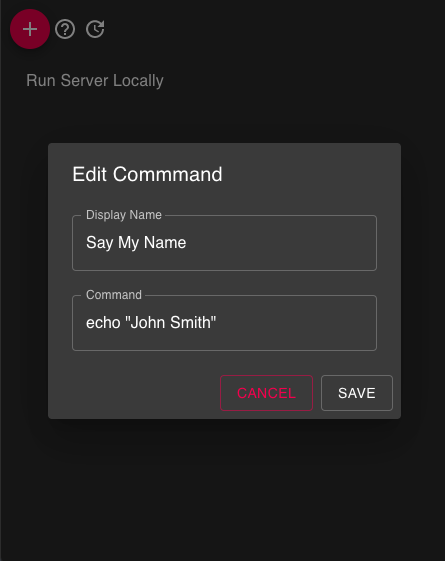 Run Server Locally
Edit Commmand
Display Name
Say My Name
Command
echo "John Smith"
CANCEL
SAVE